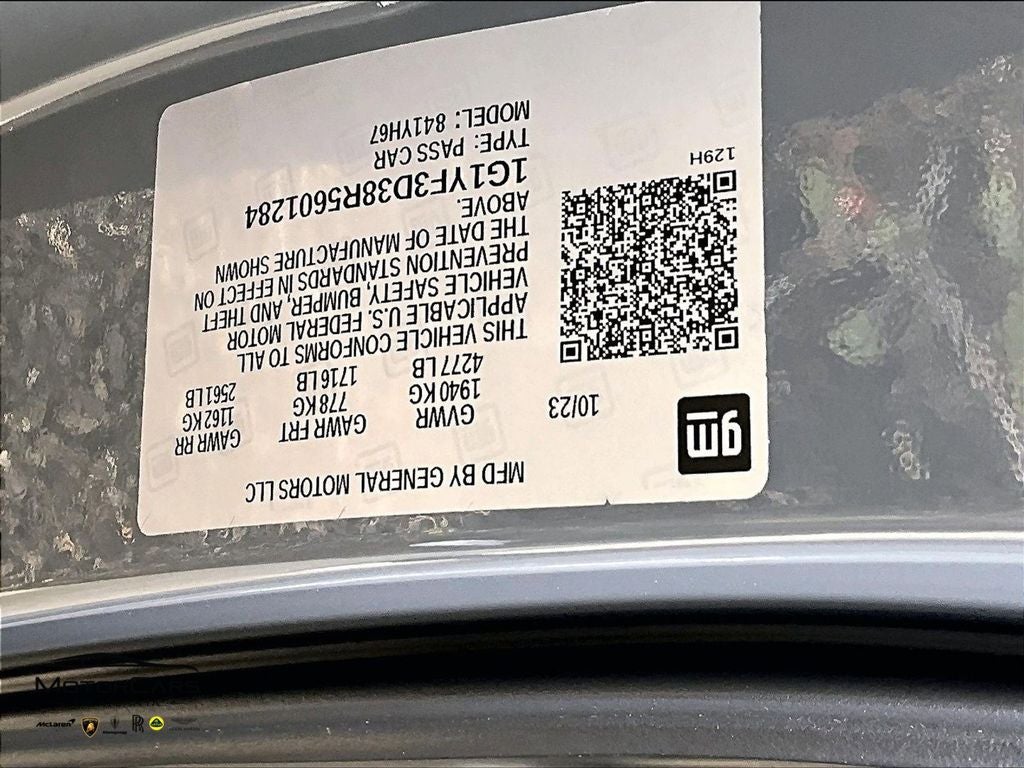 gm
MFD BY GENERAL MOTORS LLC
10/23
GVWR GAWR FRT GAWR RR
1940 KG 778 KG 1162 KG
4277 LB 1716 LB 2561 LB
THIS VEHICLE CONFORMS TO ALL
APPLICABLE U.S. FEDERAL MOTOR
VEHICLE SAFETY, BUMPER, AND THEFT
PREVENTION STANDARDS IN EFFECT ON
THE DATE OF MANUFACTURE SHOWN
ABOVE.
1G1YF3D38R5601284
TYPE: PASS CAR
MODEL: 841YH67
129H
MOTORCARS
McLaren